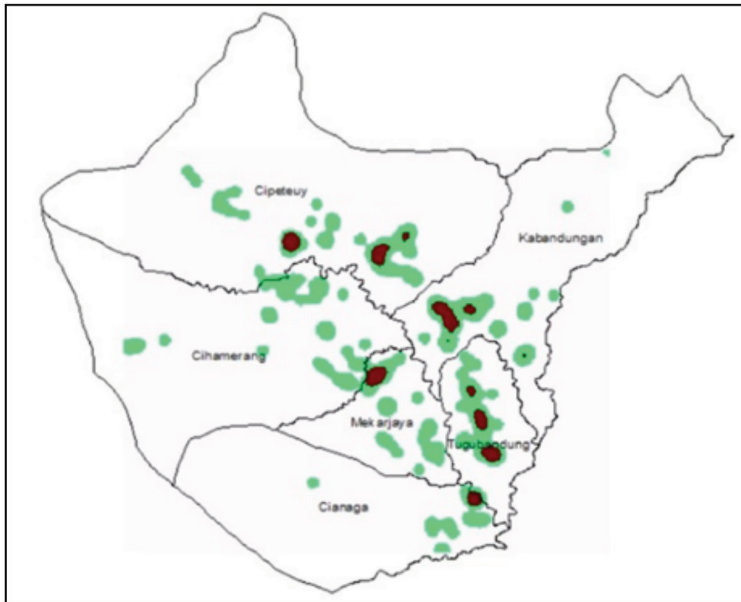 Cipeteuy
Kabandungan
Cihamerang
Mekarjaya
Tugubandung
Cianaga